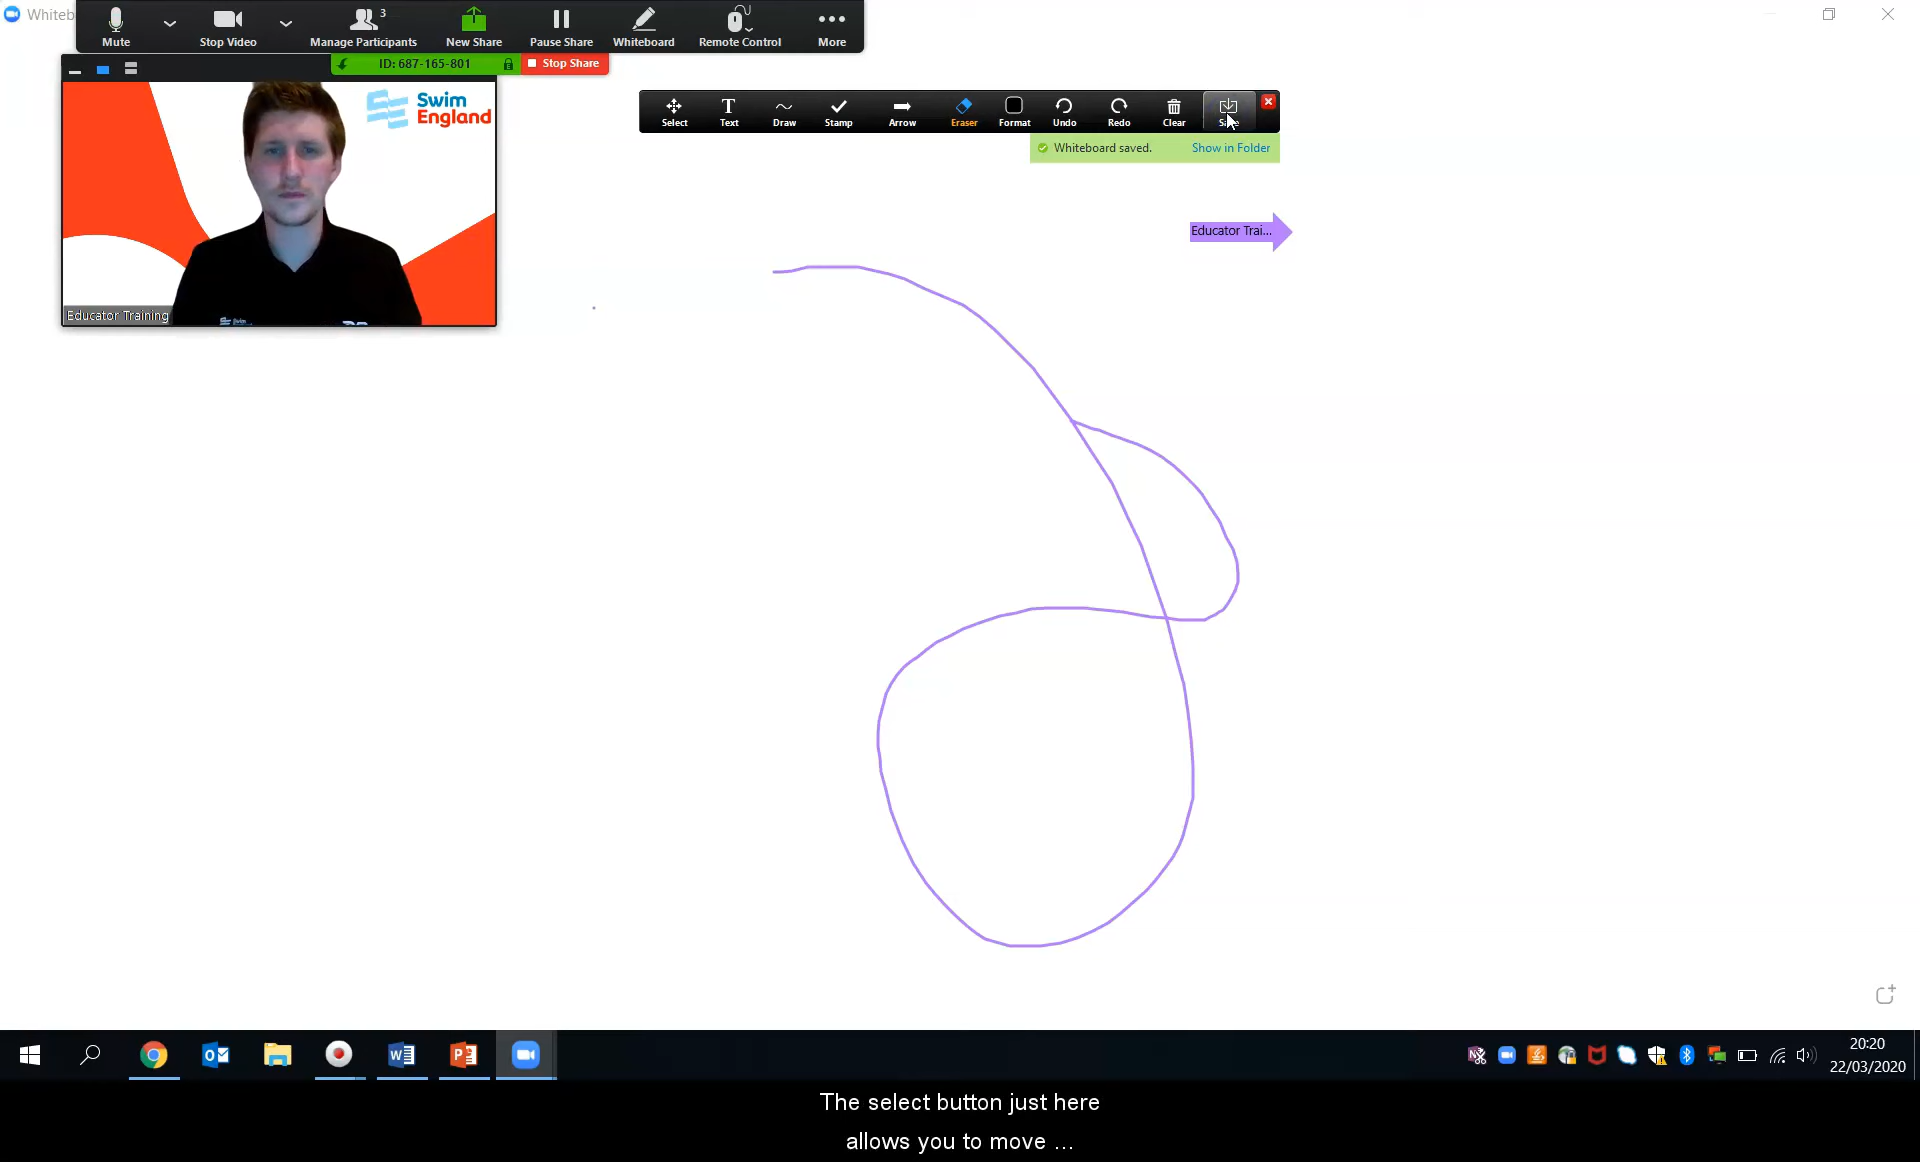 Whiteb
Mute
Stop Video
Manage Participants
3
New Share
Pause Share
Whiteboard
Remote Control
More
ID: 687-165-801
Stop Share
Swim
England
Educator Training
Select
Text
Draw
Stamp
Arrow
Eraser
Format
Undo
Redo
Clear
Whiteboard saved.
Show in Folder
Educator Trai...
20:20
22/03/2020
The select button just here
allows you to move ...